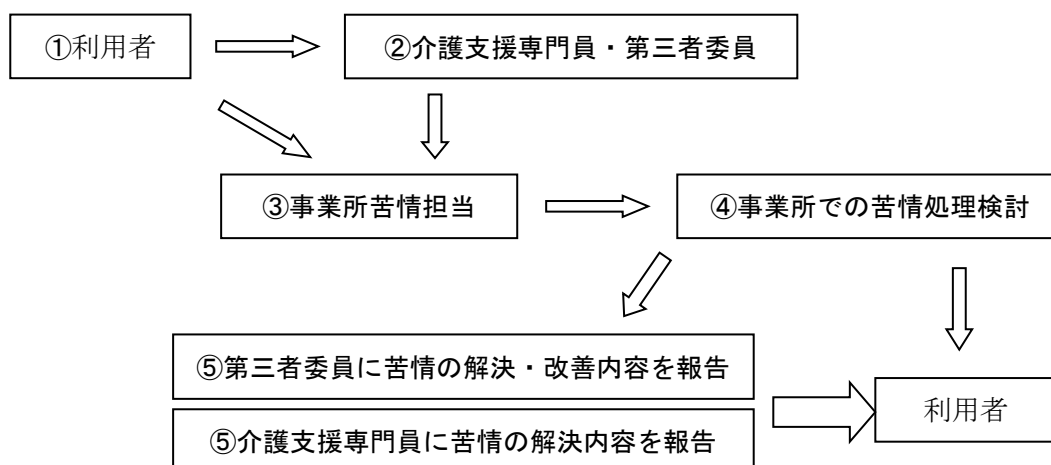 ①利用者
②介護支援専門員・第三者委員
③事業所苦情担当
④事業所での苦情処理検討
⑤第三者委員に苦情の解決・改善内容を報告
⑤介護支援専門員に苦情の解決内容を報告
利用者